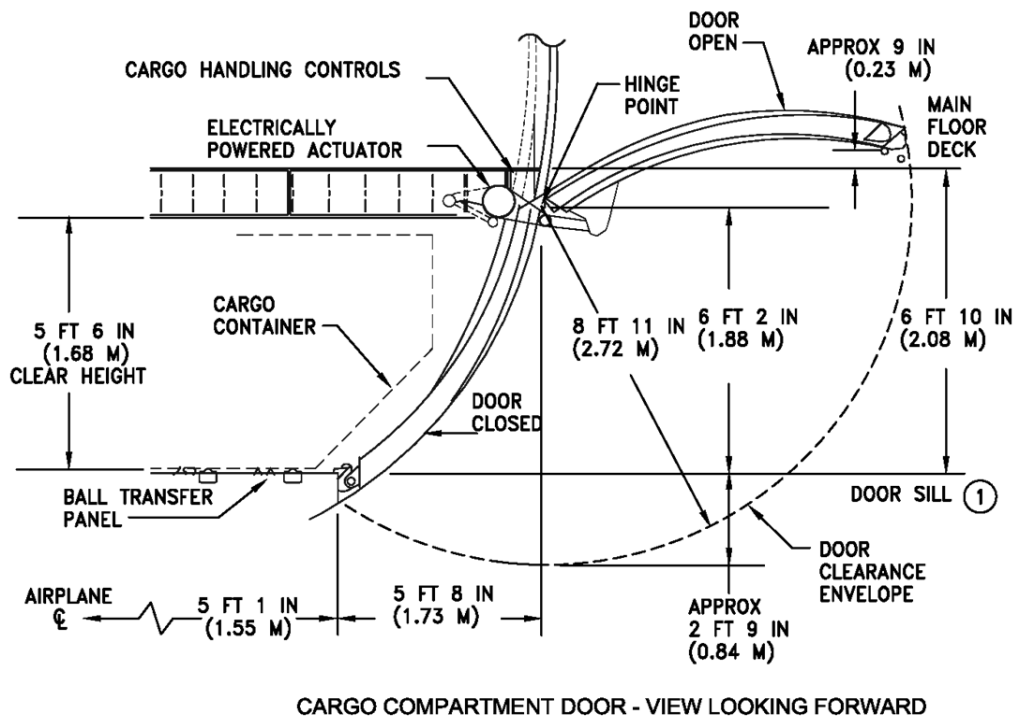 DOOR
OPEN
APPROX 9 IN
(0.23 M)
CARGO HANDLING CONTROLS
HINGE
POINT
MAIN
FLOOR
DECK
ELECTRICALLY
POWERED ACTUATOR
CARGO
CONTAINER
5 FT 6 IN
(1.68 M)
CLEAR HEIGHT
8 FT 11 IN
(2.72 M)
6 FT 2 IN
(1.88 M)
6 FT 10 IN
(2.08 M)
DOOR
CLOSED
BALL TRANSFER
PANEL
DOOR SILL 1
DOOR
CLEARANCE
ENVELOPE
AIRPLANE
℄
5 FT 1 IN
(1.55 M)
5 FT 8 IN
(1.73 M)
APPROX
2 FT 9 IN
(0.84 M)
CARGO COMPARTMENT DOOR - VIEW LOOKING FORWARD